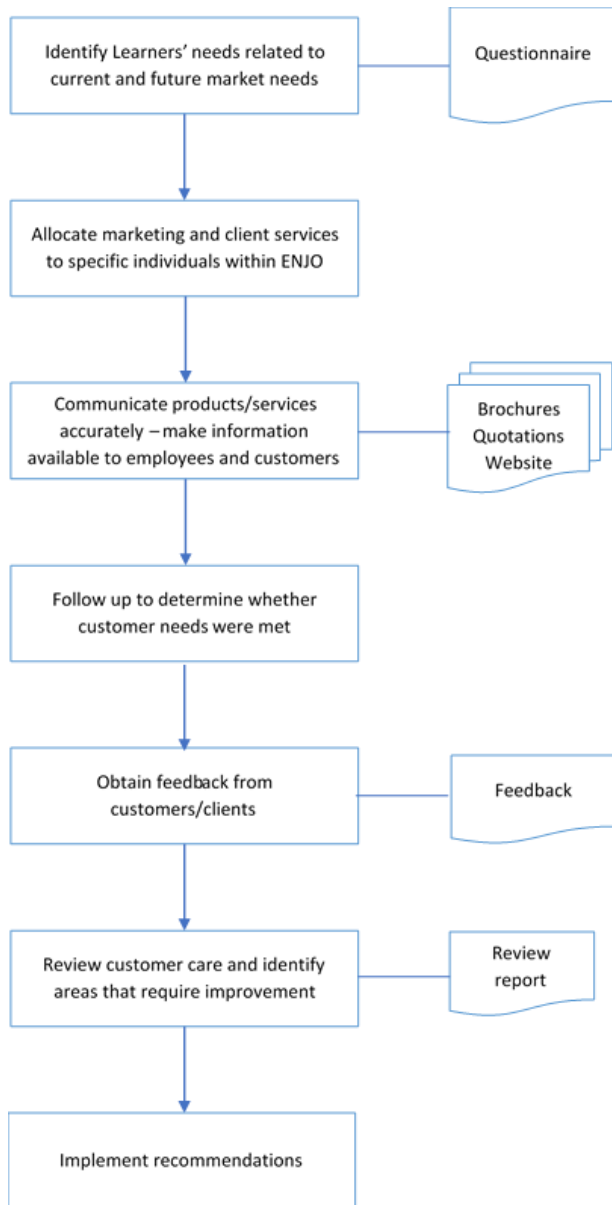 Identify Learners' needs related to
current and future market needs
Questionnaire
Allocate marketing and client services
to specific individuals within ENJO
Communicate products/services
accurately – make information
available to employees and customers
Brochures
Quotations
Website
Follow up to determine whether
customer needs were met
Obtain feedback from
customers/clients
Feedback
Review customer care and identify
areas that require improvement
Review
report
Implement recommendations